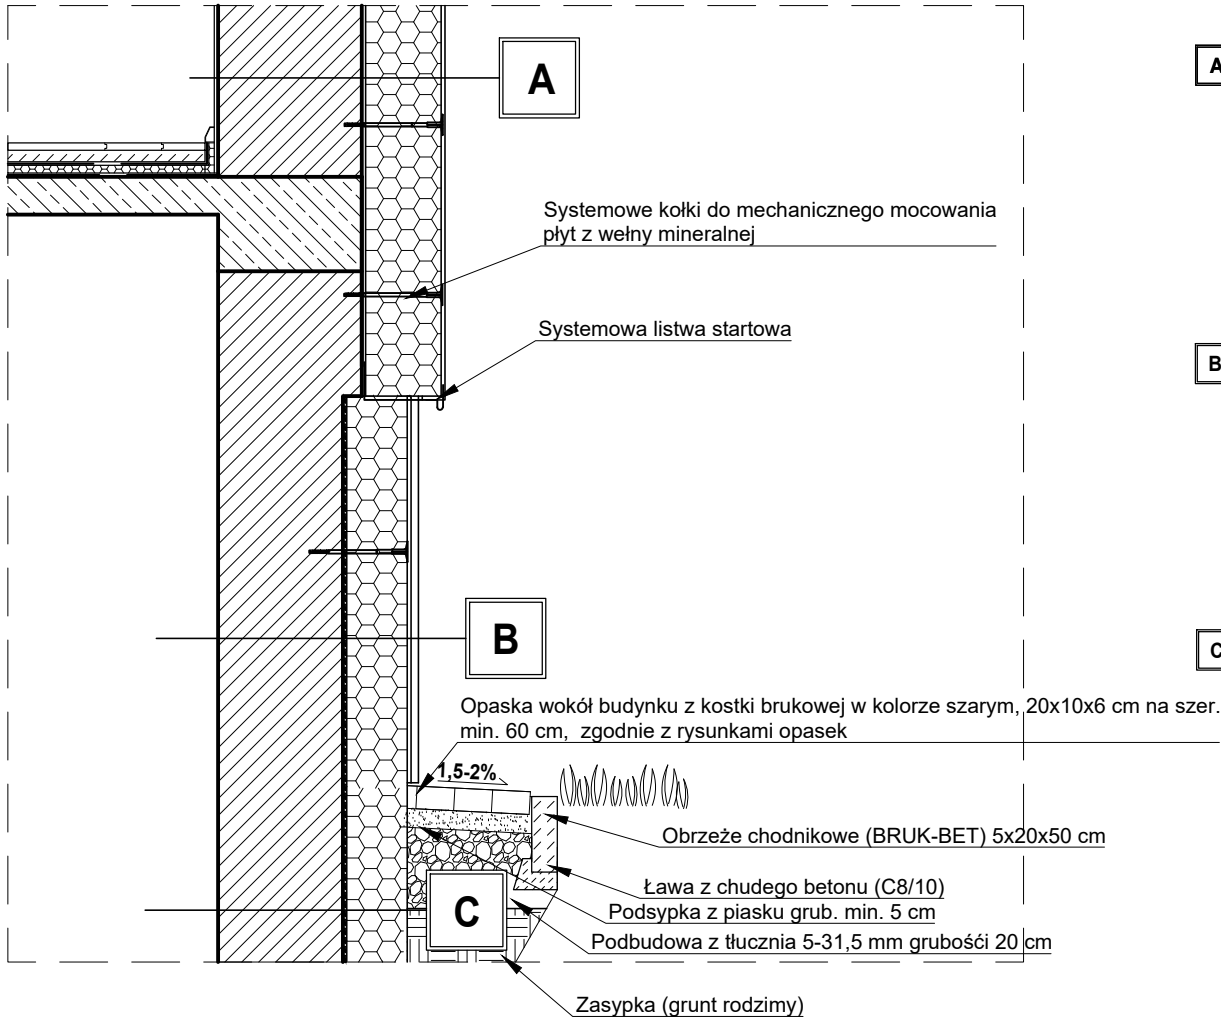 A
A
Systemowe kołki do mechanicznego mocowania
płyt z wełny mineralnej
Systemowa listwa startowa
B
B
C
Opaska wokół budynku z kostki brukowej w kolorze szarym, 20x10x6 cm na szer.
min. 60 cm, zgodnie z rysunkami opasek
1,5-2%
Obrzeże chodnikowe (BRUK-BET) 5x20x50 cm
Ława z chudego betonu (C8/10)
C
Podsypka z piasku grub. min. 5 cm
Podbudowa z tłucznia 5-31,5 mm grubośći 20 cm
Zasypka (grunt rodzimy)